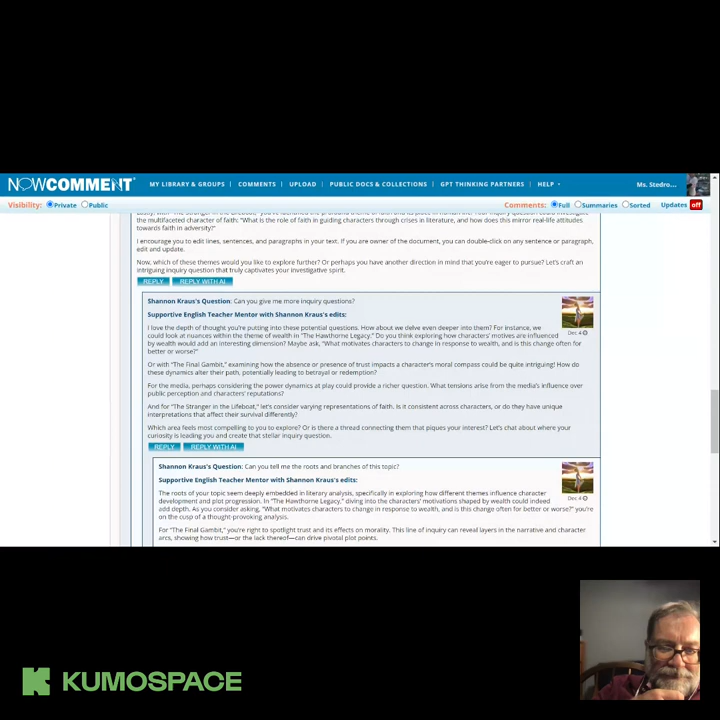 NOWCOMMENT®
MY LIBRARY & GROUPS | COMMENTS | UPLOAD | PUBLIC DOCS & COLLECTIONS | GPT THINKING PARTNERS | HELP
Ms. Stedro...
Visibility: Private Public
Comments: Full Summaries Sorted Updates off
the multifaceted character of faith: "What is the role of faith in guiding characters through crises in literature, and how does this mirror real-life attitudes
towards faith in adversity?"
I encourage you to edit lines, sentences, and paragraphs in your text. If you are owner of the document, you can double-click on any sentence or paragraph,
edit and update.
Now, which of these themes would you like to explore further? Or perhaps you have another direction in mind that you're eager to pursue? Let's craft an
intriguing inquiry question that truly captivates your investigative spirit.
REPLY REPLY WITH AI
Shannon Kraus's Question: Can you give me more inquiry questions?
Supportive English Teacher Mentor with Shannon Kraus's edits:
I love the depth of thought you're putting into these potential questions. How about we delve even deeper into them? For instance, we
could look at nuances within the theme of wealth in "The Hawthorne Legacy." Do you think exploring how characters' motives are influenced
by wealth would add an interesting dimension? Maybe ask, "What motivates characters to change in response to wealth, and is this change often for
better or worse?"
Dec 4
Or with "The Final Gambit," examining how the absence or presence of trust impacts a character's moral compass could be quite intriguing! How do
these dynamics alter their path, potentially leading to betrayal or redemption?
For the media, perhaps considering the power dynamics at play could provide a richer question. What tensions arise from the media's influence over
public perception and characters' reputations?
And for "The Stranger in the Lifeboat," let's consider varying representations of faith. Is it consistent across characters, or do they have unique
interpretations that affect their survival differently?
Which area feels most compelling to you to explore? Or is there a thread connecting them that piques your interest? Let's chat about where your
curiosity is leading you and create that stellar inquiry question.
REPLY REPLY WITH AI
Shannon Kraus's Question: Can you tell me the roots and branches of this topic?
Supportive English Teacher Mentor with Shannon Kraus's edits:
The roots of your topic seem deeply embedded in literary analysis, specifically in exploring how different themes influence character
development and plot progression. In "The Hawthorne Legacy," diving into the characters' motivations shaped by wealth could indeed
add depth. As you consider asking, "What motivates characters to change in response to wealth, and is this change often for better or worse?" you're
on the cusp of a thought-provoking analysis.
Dec 4
For "The Final Gambit," you're right to spotlight trust and its effects on morality. This line of inquiry can reveal layers in the narrative and character
arcs, showing how trust—or the lack thereof—can drive pivotal plot points.
KUMOSPACE